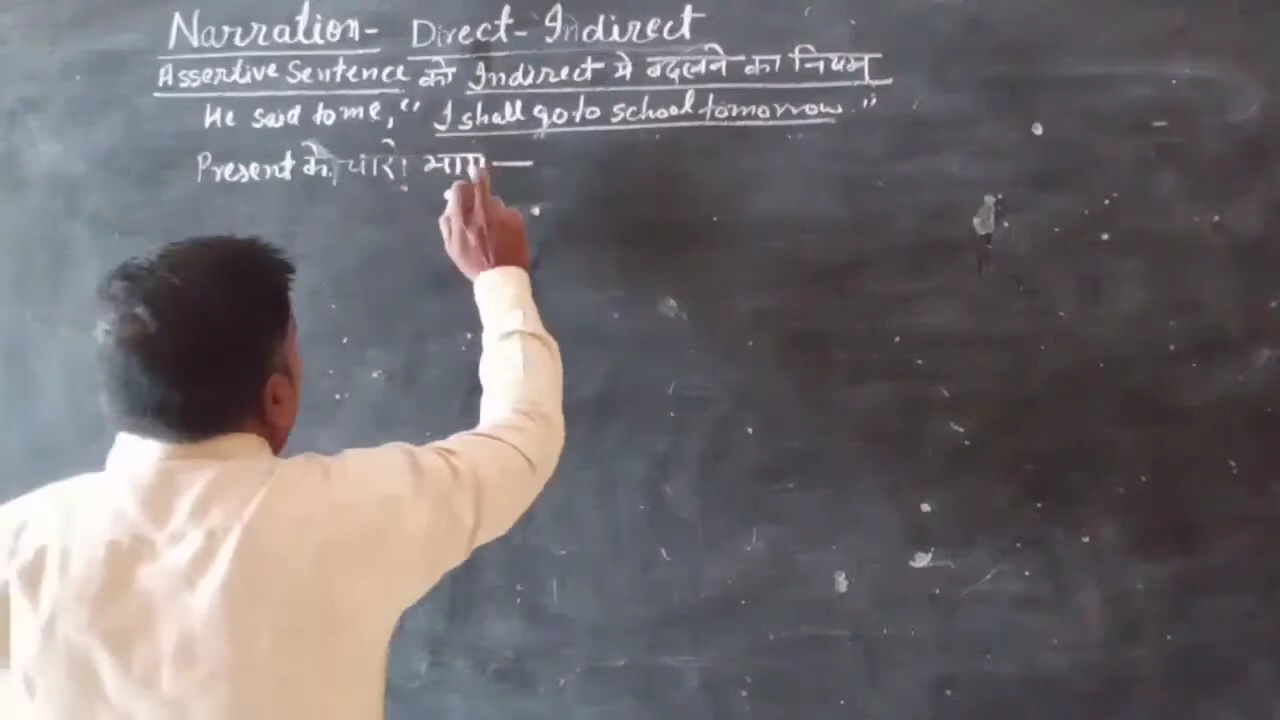 Narration- Direct-Indirect
Assertive Sentence को Indirect मे बदलने का नियम
He said to me, “I shall go to school tomorrow.”
Present के चारो भाग —